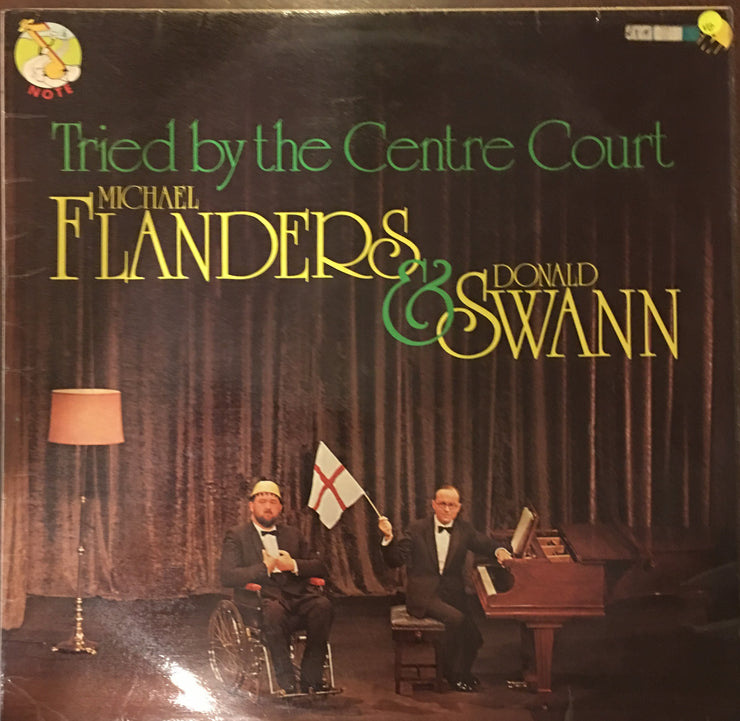 NOTE
Tried by the Centre Court
MICHAEL
FLANDERS
&
DONALD
SWANN